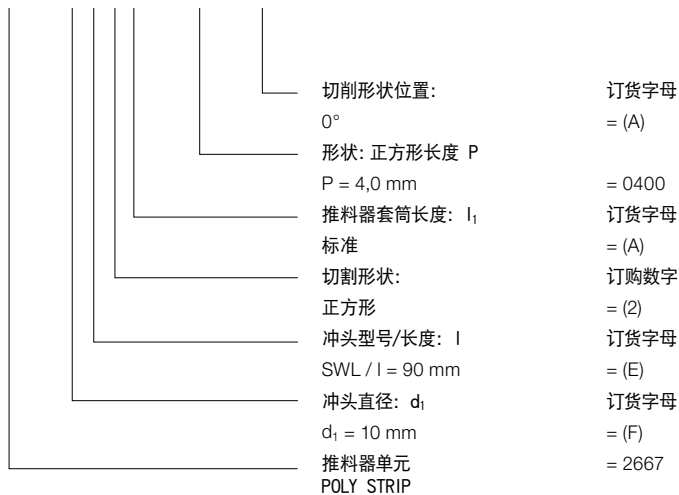 切削形状位置: 订货字母
0° = (A)
形状: 正方形长度 P
P = 4,0 mm = 0400
推料器套筒长度: l₁ 订货字母
标准 = (A)
切割形状: 订购数字
正方形 = (2)
冲头型号/长度: l 订货字母
SWL / l = 90 mm = (E)
冲头直径: d₁ 订货字母
d₁ = 10 mm = (F)
推料器单元 = 2667
POLY STRIP